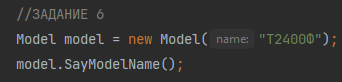 //ЗАДАНИЕ 6
Model model = new Model( name: "T2400Ф");
model.SayModelName();